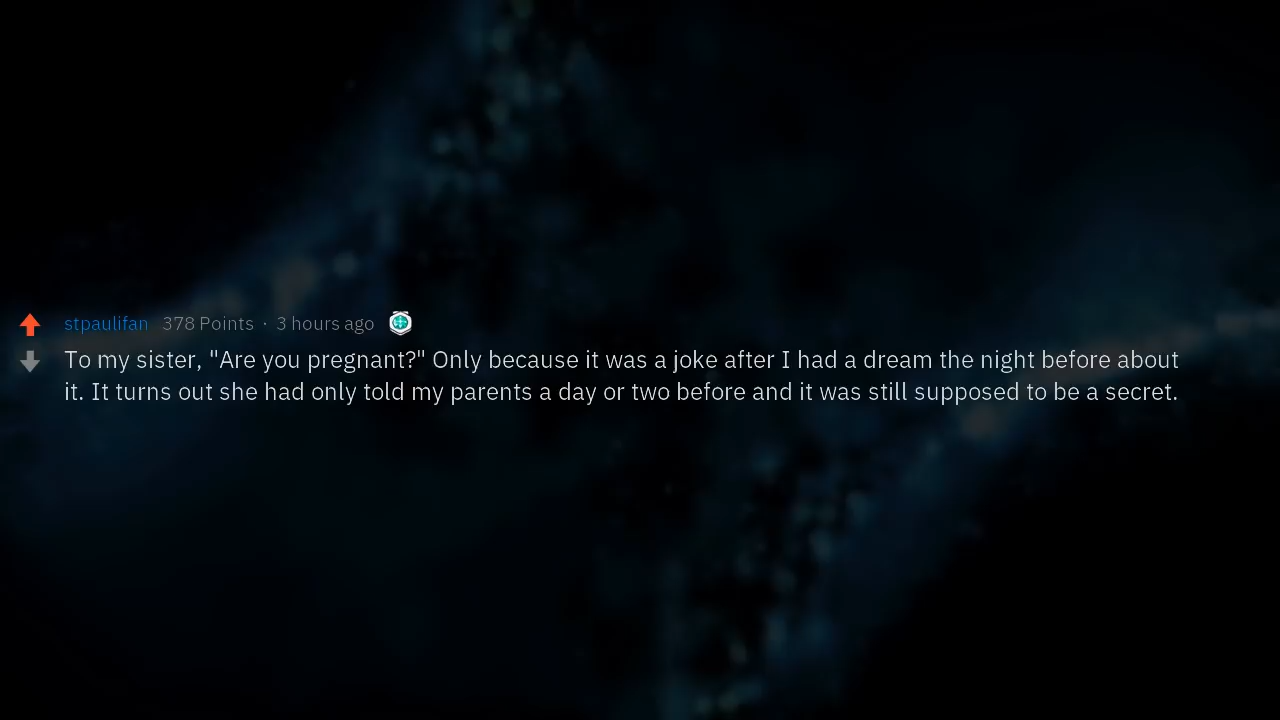 stpaulifan 378 Points · 3 hours ago
To my sister, "Are you pregnant?" Only because it was a joke after I had a dream the night before about
it. It turns out she had only told my parents a day or two before and it was still supposed to be a secret.